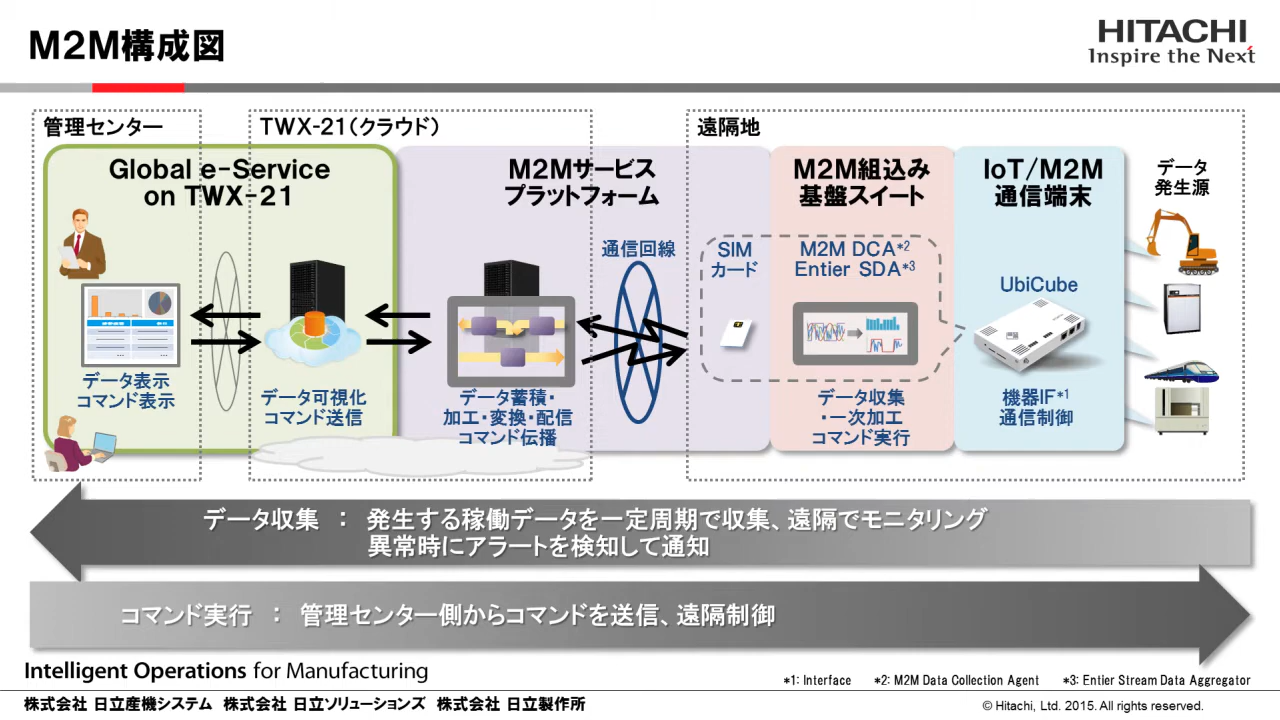 M2M構成図
HITACHI
Inspire the Next
管理センター
TWX-21（クラウド）
遠隔地
Global e-Service
on TWX-21
M2Mサービス
プラットフォーム
M2M組込み
基盤スイート
IoT/M2M
通信端末
データ
発生源
通信回線
SIM
カード
M2M DCA*2
Entier SDA*3
UbiCube
データ表示
コマンド表示
データ可視化
コマンド送信
データ蓄積・
加工・変換・配信
コマンド伝播
データ収集
・一次加工
コマンド実行
機器IF*1
通信制御
データ収集 ： 発生する稼働データを一定周期で収集、遠隔でモニタリング
異常時にアラートを検知して通知
コマンド実行 ： 管理センター側からコマンドを送信、遠隔制御
Intelligent Operations for Manufacturing
*1: Interface *2: M2M Data Collection Agent *3: Entier Stream Data Aggregator
株式会社 日立産機システム 株式会社 日立ソリューションズ 株式会社 日立製作所
© Hitachi, Ltd. 2015. All rights reserved.